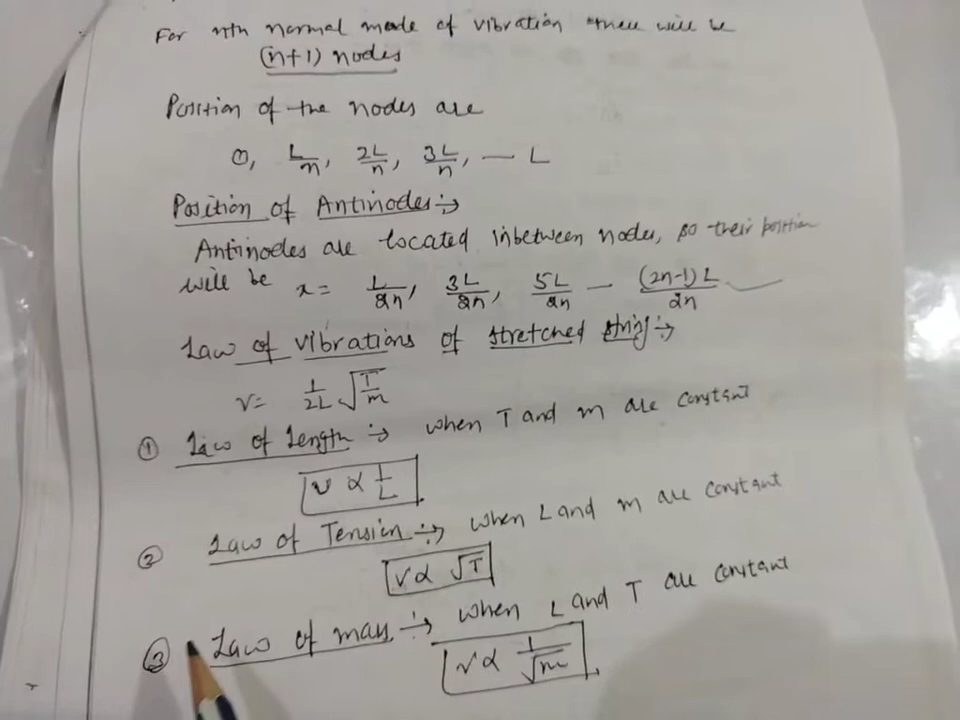 For nth normal mode of vibration there will be
(n+1) nodes
Position of the nodes are
0, L/n, 2L/n, 3L/n, — L
Position of Antinodes :→
Antinodes are located inbetween nodes, so their position
will be x = L/2n, 3L/2n, 5L/2n — (2n-1)L/2n
Law of vibrations of stretched string :→
ν = 1/2L √T/m
① Law of Length :→ when T and m are constant
ν ∝ 1/L
② Law of Tension :→ when L and m are constant
ν ∝ √T
③ Law of mass :→ when L and T are constant
ν ∝ 1/√m